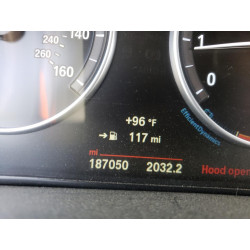 140
240
260
160
1
0
EfficientDynamics
+96 °F
117 mi
mi
187050 2032.2
Hood open